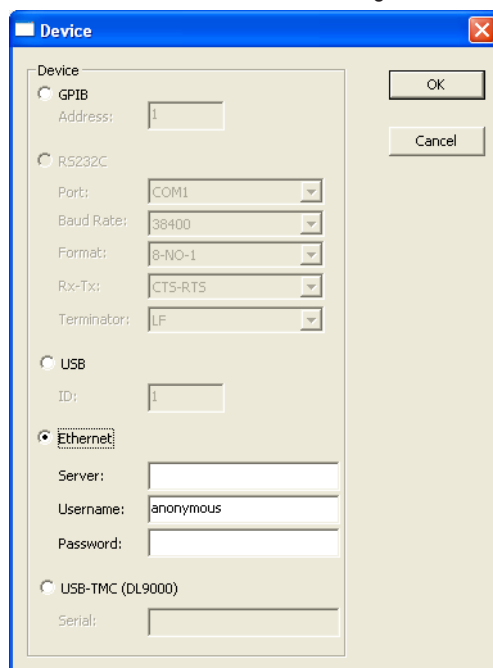 Device
Device
GPIB
Address: 1
RS232C
Port: COM1
Baud Rate: 38400
Format: 8-NO-1
Rx-Tx: CTS-RTS
Terminator: LF
USB
ID: 1
Ethernet
Server:
Username: anonymous
Password:
USB-TMC (DL9000)
Serial:
OK
Cancel